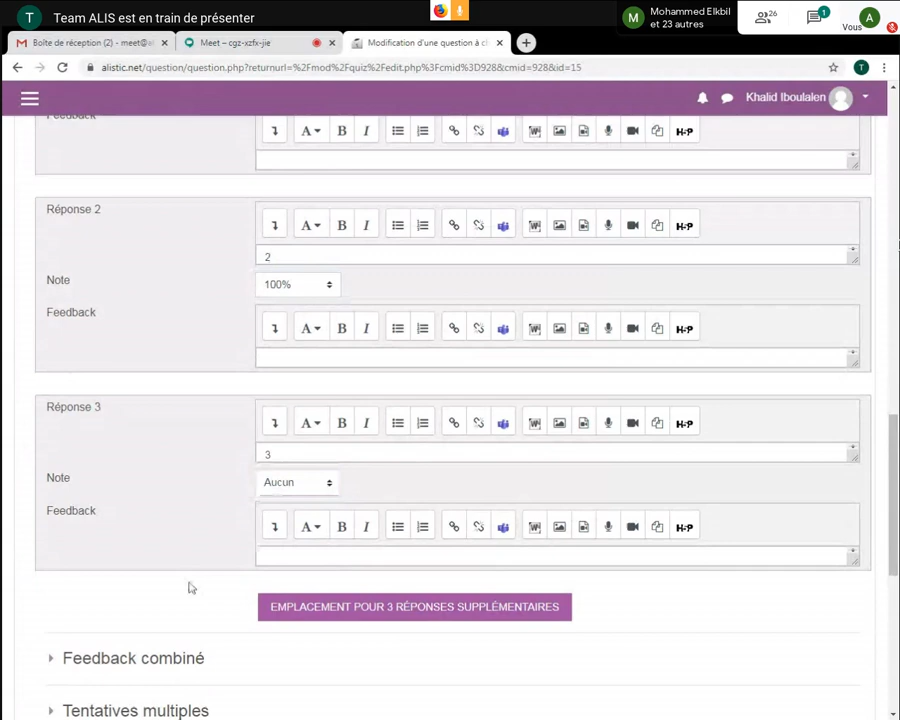 T Team ALIS est en train de présenter
M Mohammed Elkbil
et 23 autres
26
1
Vous
A
Boîte de réception (2) - meet@a
Meet – cgz-xzfx-jie
Modification d'une question à c
alistic.net/question/question.php?returnurl=%2Fmod%2Fquiz%2Fedit.php%3Fcmid%3D928&cmid=928&id=15
T
Khalid Iboulalen
Feedback
A B I H-P
Réponse 2
A B I H-P
2
Note
100%
Feedback
A B I H-P
Réponse 3
A B I H-P
3
Note
Aucun
Feedback
A B I H-P
EMPLACEMENT POUR 3 RÉPONSES SUPPLÉMENTAIRES
Feedback combiné
Tentatives multiples